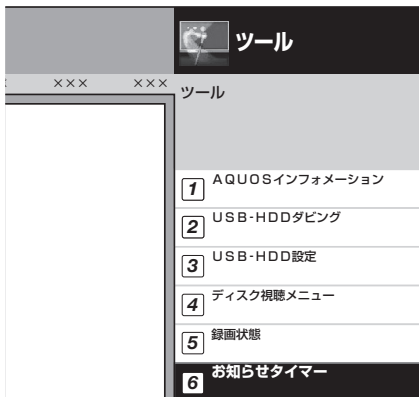 ツール
××× ×××
ツール
1 AQUOSインフォメーション
2 USB-HDDダビング
3 USB-HDD設定
4 ディスク視聴メニュー
5 録画状態
6 お知らせタイマー